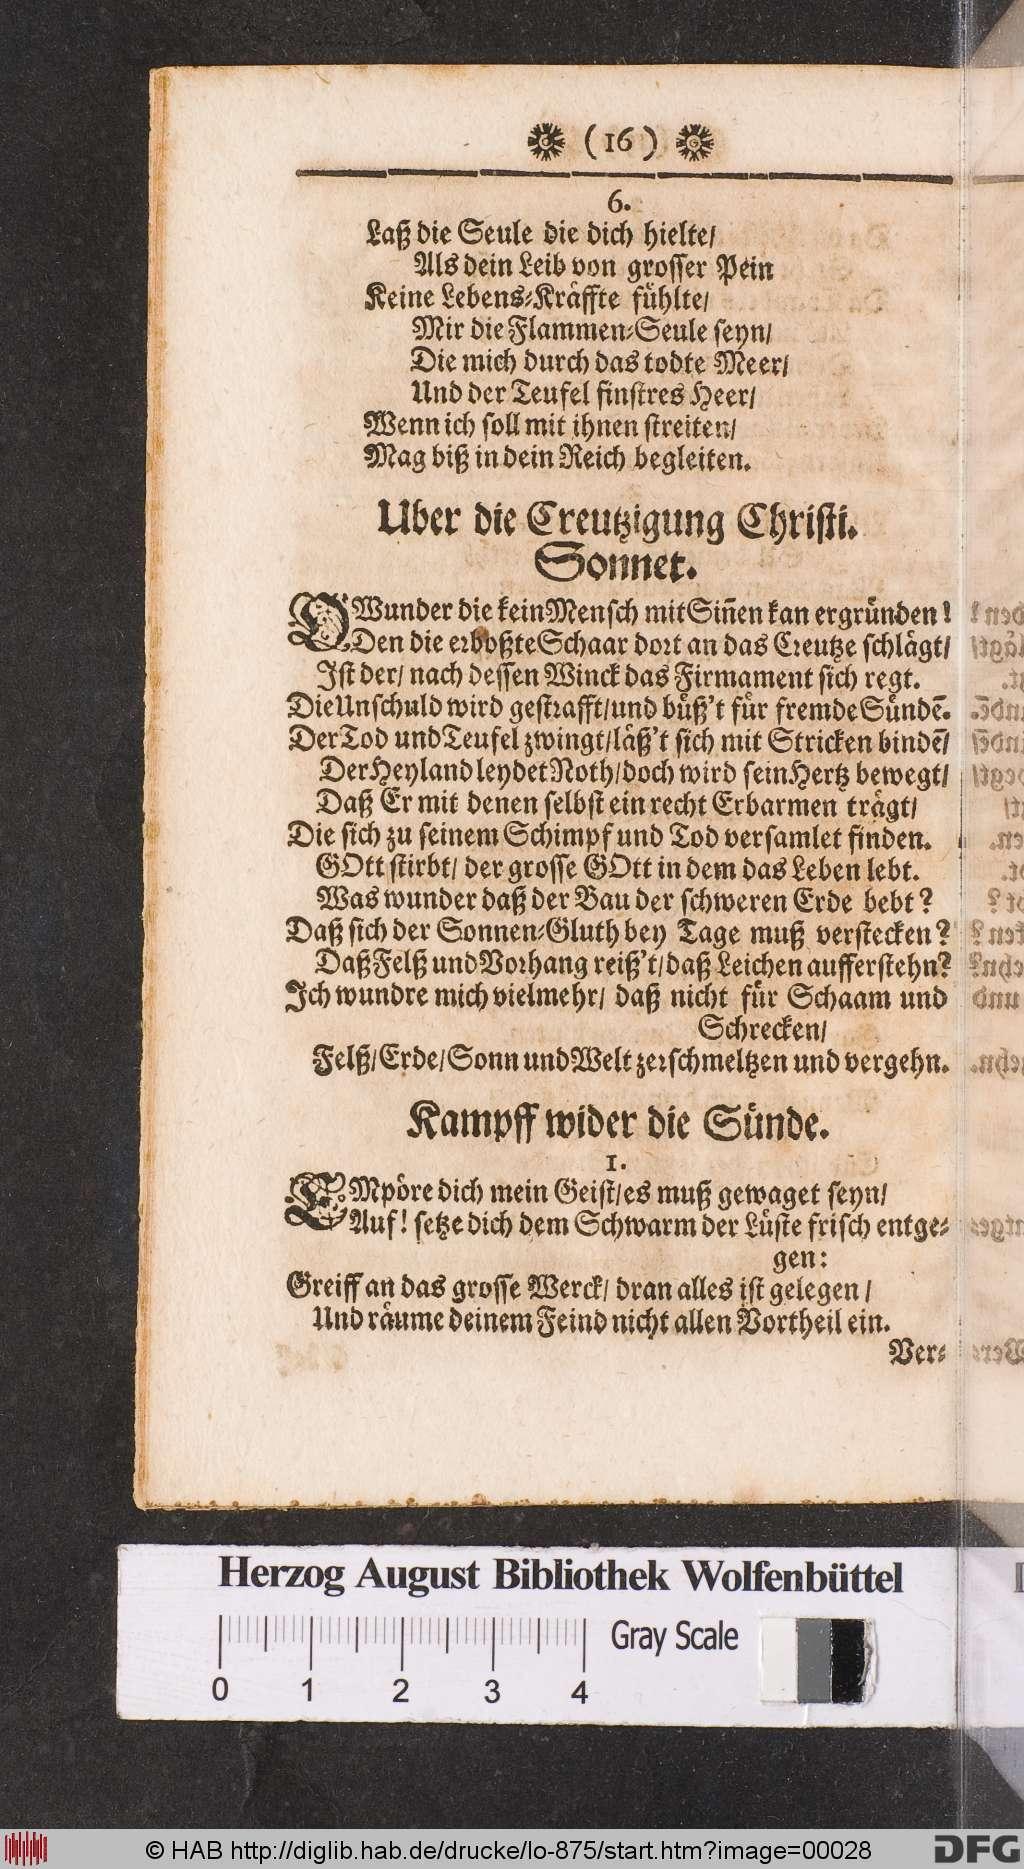 ( 16 )
6.
Laß die Seule die dich hielte/
Als dein Leib von grosser Pein
Keine Lebens-Kräffte fühlte/
Mir die Flammen-Seule seyn/
Die mich durch das todte Meer/
Und der Teufel finstres Heer/
Wenn ich soll mit ihnen streiten/
Mag biß in dein Reich begleiten.
Uber die Creutzigung Christi.
Sonnet.
O Wunder die kein Mensch mit Siñen kan ergründen!
Den die erboßte Schaar dort an das Creutze schlägt/
Ist der/ nach dessen Winck das Firmament sich regt.
Die Unschuld wird gestrafft/ und büß't für fremde Sündē.
Der Tod und Teufel zwingt/ läß't sich mit Stricken bindē/
Der Heyland leydet Noth/ doch wird sein Hertz bewegt/
Daß Er mit denen selbst ein recht Erbarmen trägt/
Die sich zu seinem Schimpf und Tod versamlet finden.
GOtt stirbt/ der grosse GOtt in dem das Leben lebt.
Was wunder daß der Bau der schweren Erde bebt?
Daß sich der Sonnen-Gluth bey Tage muß verstecken?
Daß Felß und Vorhang reiß't/ daß Leichen aufferstehn?
Ich wundre mich vielmehr/ daß nicht für Schaam und
Schrecken/
Felß/ Erde/ Sonn und Welt zerschmeltzen und vergehn.
Kampff wider die Sünde.
1.
EMpöre dich mein Geist/ es muß gewaget seyn/
Auf! setze dich dem Schwarm der Lüste frisch entge-
gen:
Greiff an das grosse Werck/ dran alles ist gelegen/
Und räume deinem Feind nicht allen Vortheil ein.
Ver-
Herzog August Bibliothek Wolfenbüttel
Gray Scale
0 1 2 3 4
© HAB http://diglib.hab.de/drucke/lo-875/start.htm?image=00028
DFG